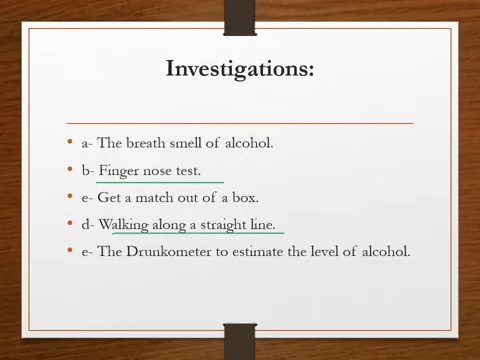 Investigations:
• a- The breath smell of alcohol.
• b- Finger nose test.
• e- Get a match out of a box.
• d- Walking along a straight line.
• e- The Drunkometer to estimate the level of alcohol.